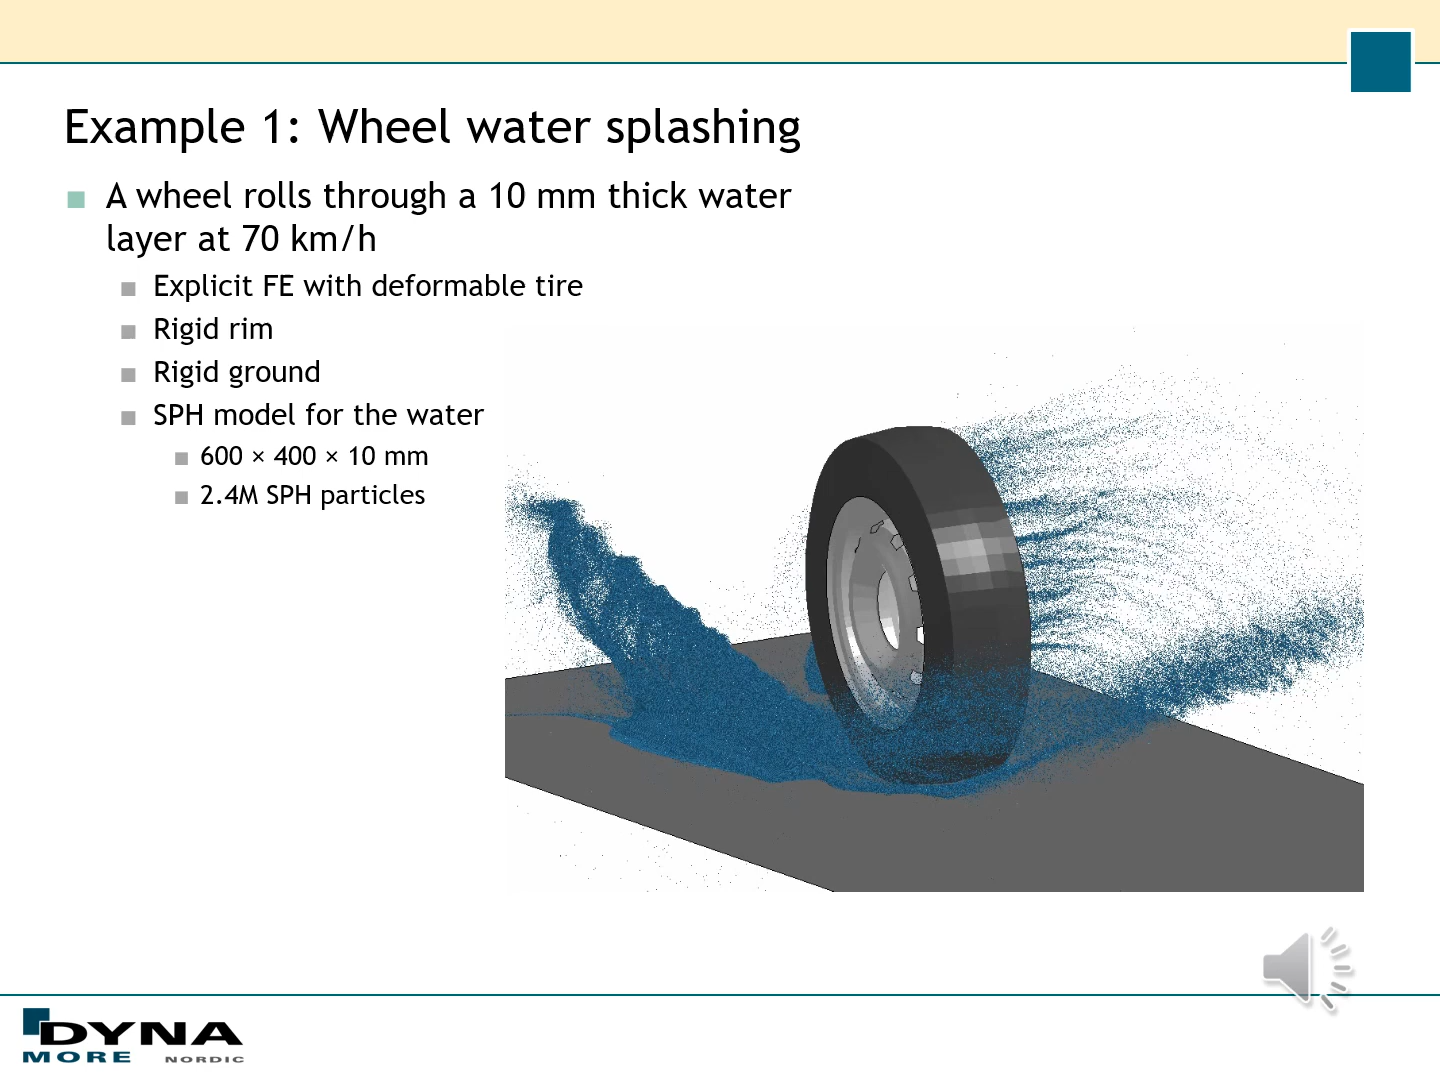 Example 1: Wheel water splashing
A wheel rolls through a 10 mm thick water
layer at 70 km/h
Explicit FE with deformable tire
Rigid rim
Rigid ground
SPH model for the water
600 × 400 × 10 mm
2.4M SPH particles
DYNA
MORE NORDIC